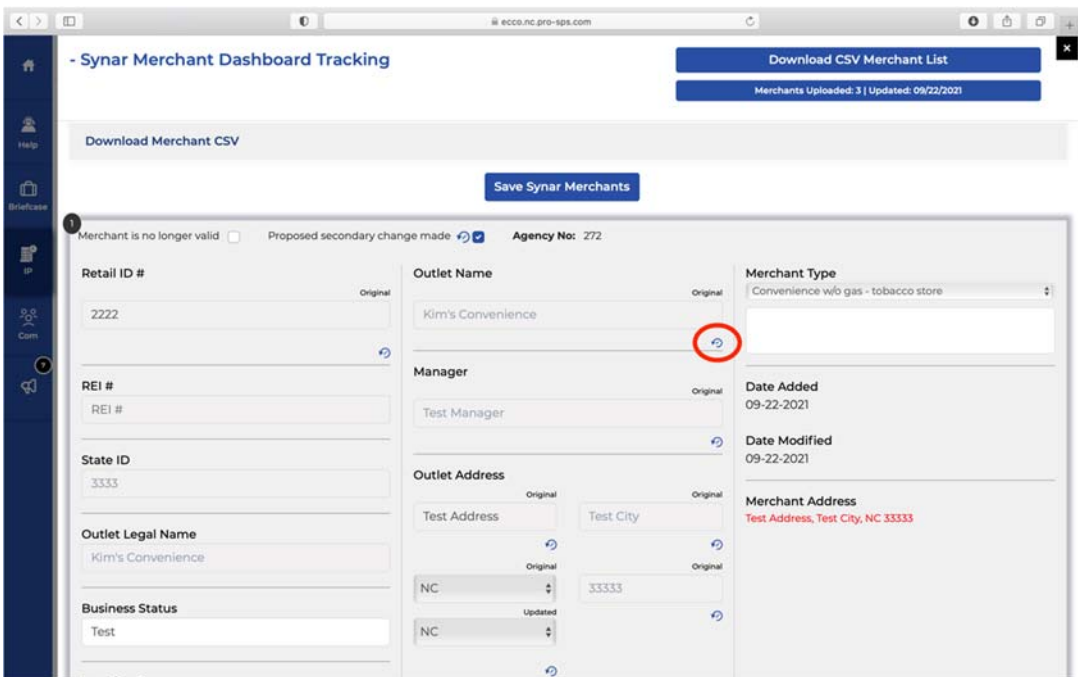 ecco.nc.pro-sps.com
- Synar Merchant Dashboard Tracking
Download CSV Merchant List
Merchants Uploaded: 3 | Updated: 09/22/2021
Help
Briefcase
IP
Com
?
Download Merchant CSV
Save Synar Merchants
1
Merchant is no longer valid
Proposed secondary change made
Agency No: 272
Retail ID #
Original
2222
REI #
REI #
State ID
3333
Outlet Legal Name
Kim's Convenience
Business Status
Test
Outlet Name
Original
Kim's Convenience
Manager
Original
Test Manager
Outlet Address
Original Original
Test Address Test City
Original Original
NC 33333
Updated
NC
Merchant Type
Convenience w/o gas - tobacco store
Date Added
09-22-2021
Date Modified
09-22-2021
Merchant Address
Test Address, Test City, NC 33333